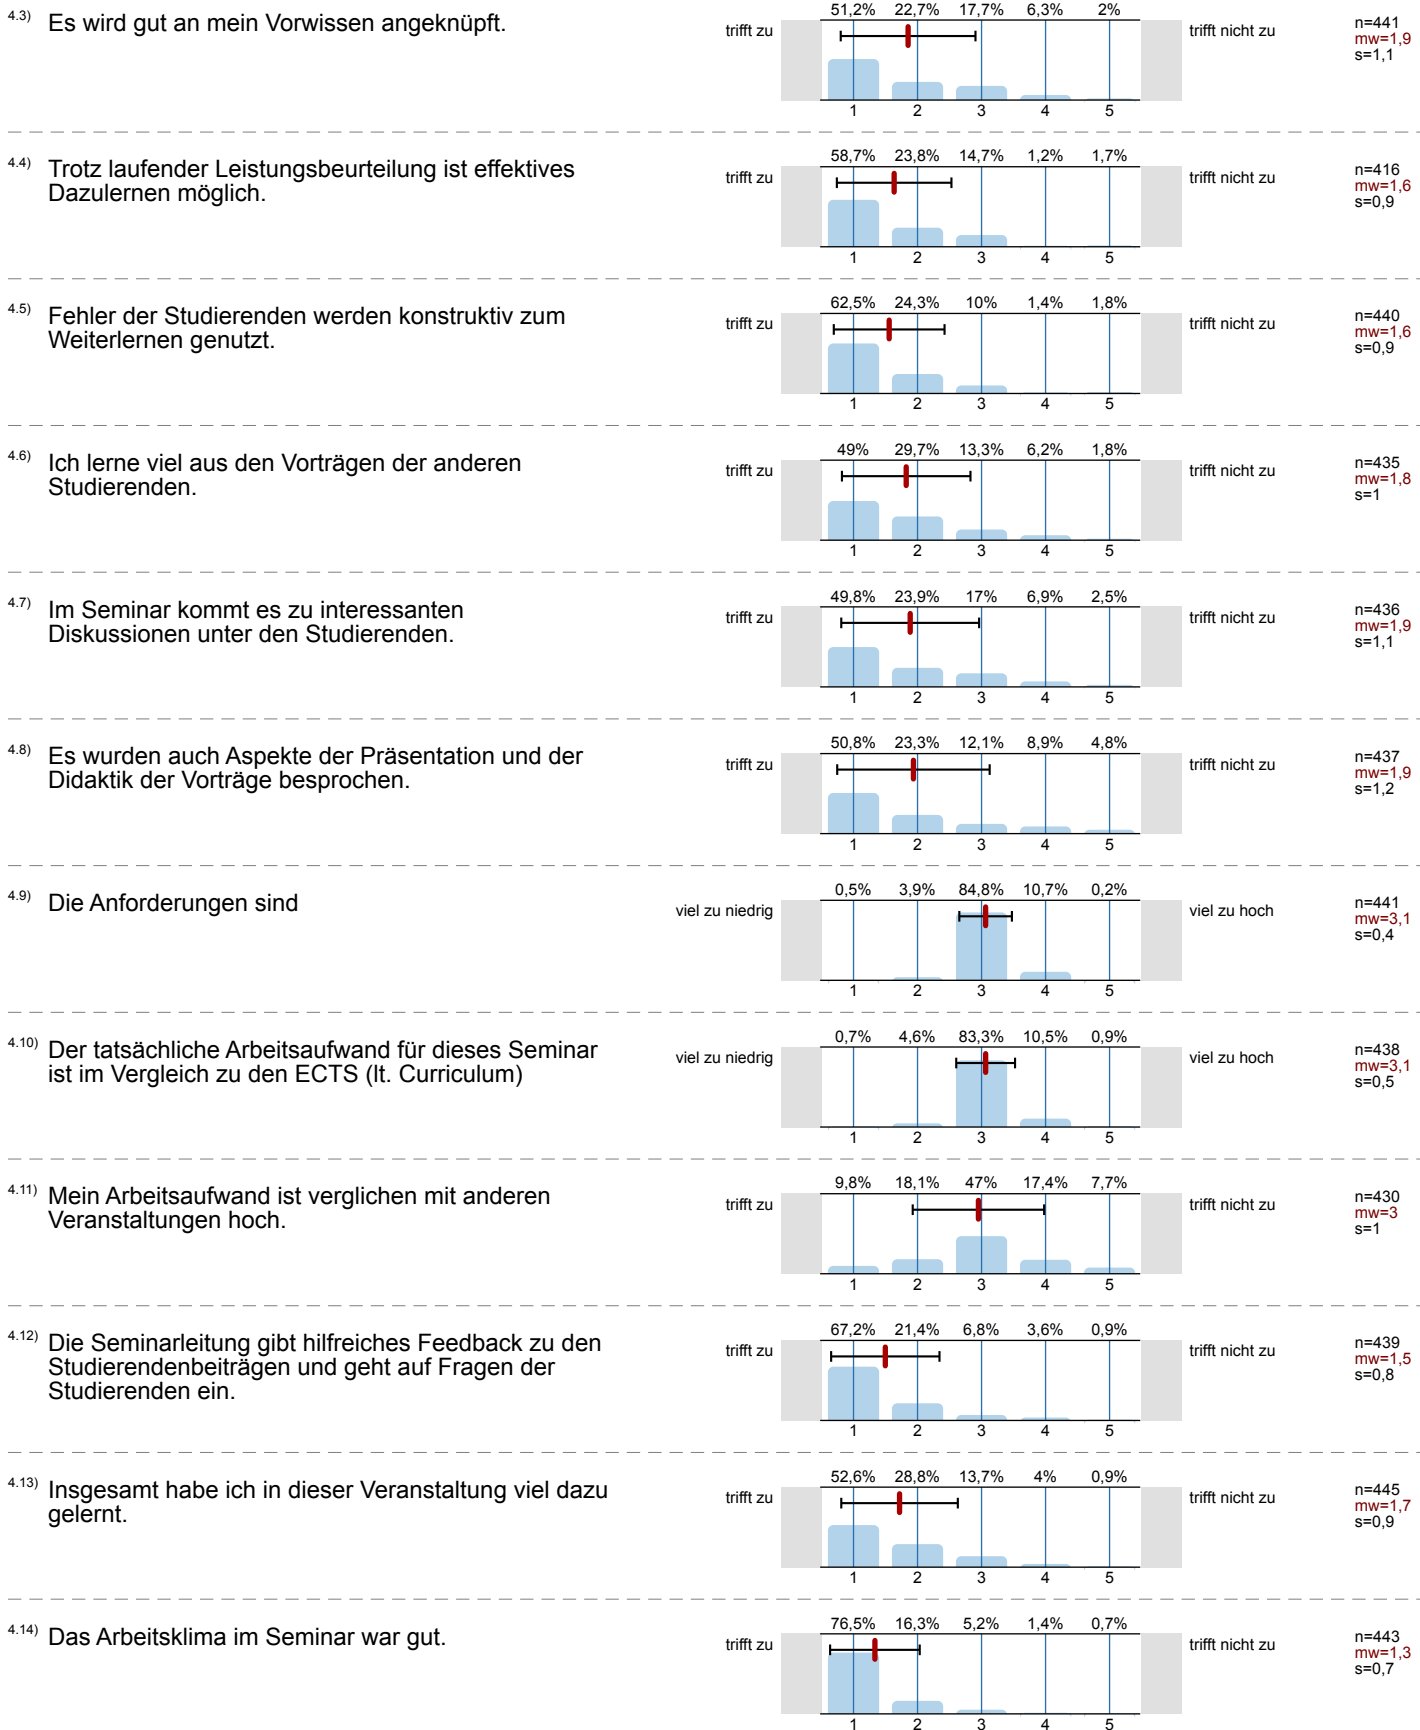 4.3) Es wird gut an mein Vorwissen angeknüpft.
51,2% 22,7% 17,7% 6,3% 2%
trifft zu
trifft nicht zu
n=441
mw=1,9
s=1,1
1 2 3 4 5
4.4) Trotz laufender Leistungsbeurteilung ist effektives
Dazulernen möglich.
58,7% 23,8% 14,7% 1,2% 1,7%
trifft zu
trifft nicht zu
n=416
mw=1,6
s=0,9
1 2 3 4 5
4.5) Fehler der Studierenden werden konstruktiv zum
Weiterlernen genutzt.
62,5% 24,3% 10% 1,4% 1,8%
trifft zu
trifft nicht zu
n=440
mw=1,6
s=0,9
1 2 3 4 5
4.6) Ich lerne viel aus den Vorträgen der anderen
Studierenden.
49% 29,7% 13,3% 6,2% 1,8%
trifft zu
trifft nicht zu
n=435
mw=1,8
s=1
1 2 3 4 5
4.7) Im Seminar kommt es zu interessanten
Diskussionen unter den Studierenden.
49,8% 23,9% 17% 6,9% 2,5%
trifft zu
trifft nicht zu
n=436
mw=1,9
s=1,1
1 2 3 4 5
4.8) Es wurden auch Aspekte der Präsentation und der
Didaktik der Vorträge besprochen.
50,8% 23,3% 12,1% 8,9% 4,8%
trifft zu
trifft nicht zu
n=437
mw=1,9
s=1,2
1 2 3 4 5
4.9) Die Anforderungen sind
0,5% 3,9% 84,8% 10,7% 0,2%
viel zu niedrig
viel zu hoch
n=441
mw=3,1
s=0,4
1 2 3 4 5
4.10) Der tatsächliche Arbeitsaufwand für dieses Seminar
ist im Vergleich zu den ECTS (lt. Curriculum)
0,7% 4,6% 83,3% 10,5% 0,9%
viel zu niedrig
viel zu hoch
n=438
mw=3,1
s=0,5
1 2 3 4 5
4.11) Mein Arbeitsaufwand ist verglichen mit anderen
Veranstaltungen hoch.
9,8% 18,1% 47% 17,4% 7,7%
trifft zu
trifft nicht zu
n=430
mw=3
s=1
1 2 3 4 5
4.12) Die Seminarleitung gibt hilfreiches Feedback zu den
Studierendenbeiträgen und geht auf Fragen der
Studierenden ein.
67,2% 21,4% 6,8% 3,6% 0,9%
trifft zu
trifft nicht zu
n=439
mw=1,5
s=0,8
1 2 3 4 5
4.13) Insgesamt habe ich in dieser Veranstaltung viel dazu
gelernt.
52,6% 28,8% 13,7% 4% 0,9%
trifft zu
trifft nicht zu
n=445
mw=1,7
s=0,9
1 2 3 4 5
4.14) Das Arbeitsklima im Seminar war gut.
76,5% 16,3% 5,2% 1,4% 0,7%
trifft zu
trifft nicht zu
n=443
mw=1,3
s=0,7
1 2 3 4 5